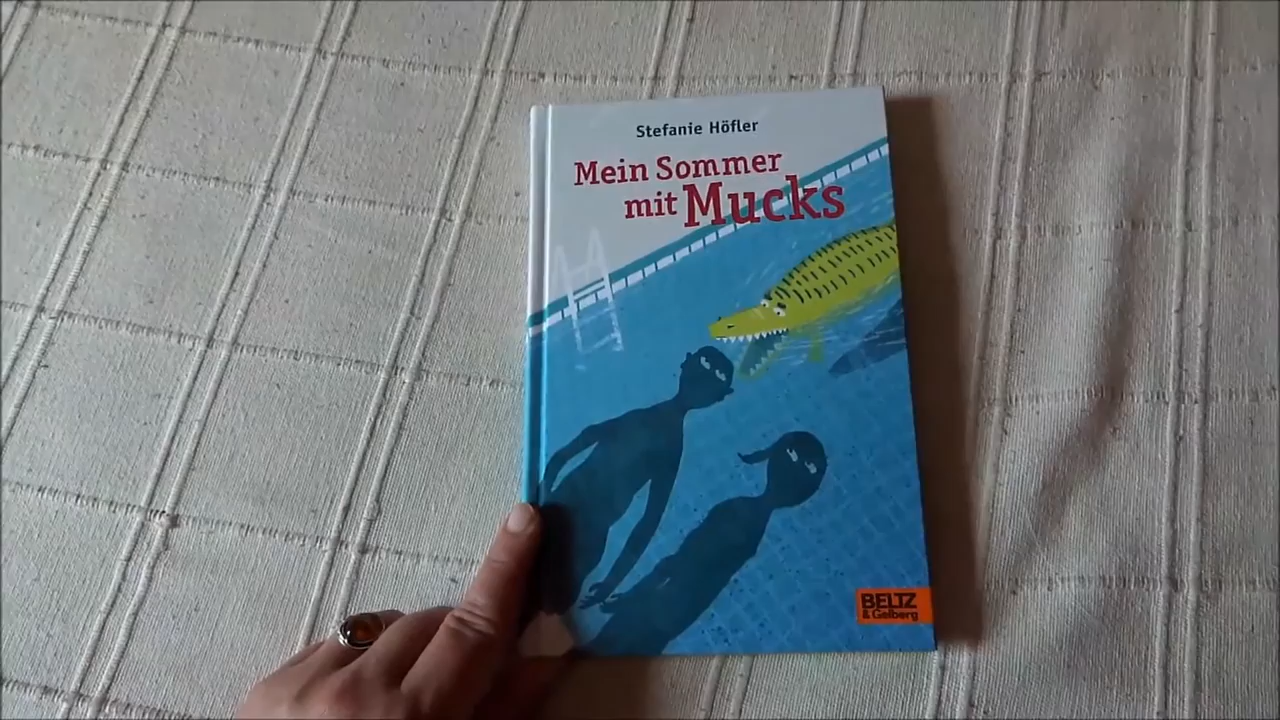 Stefanie Höfler
Mein Sommer
mit Mucks
BELTZ
& Gelberg